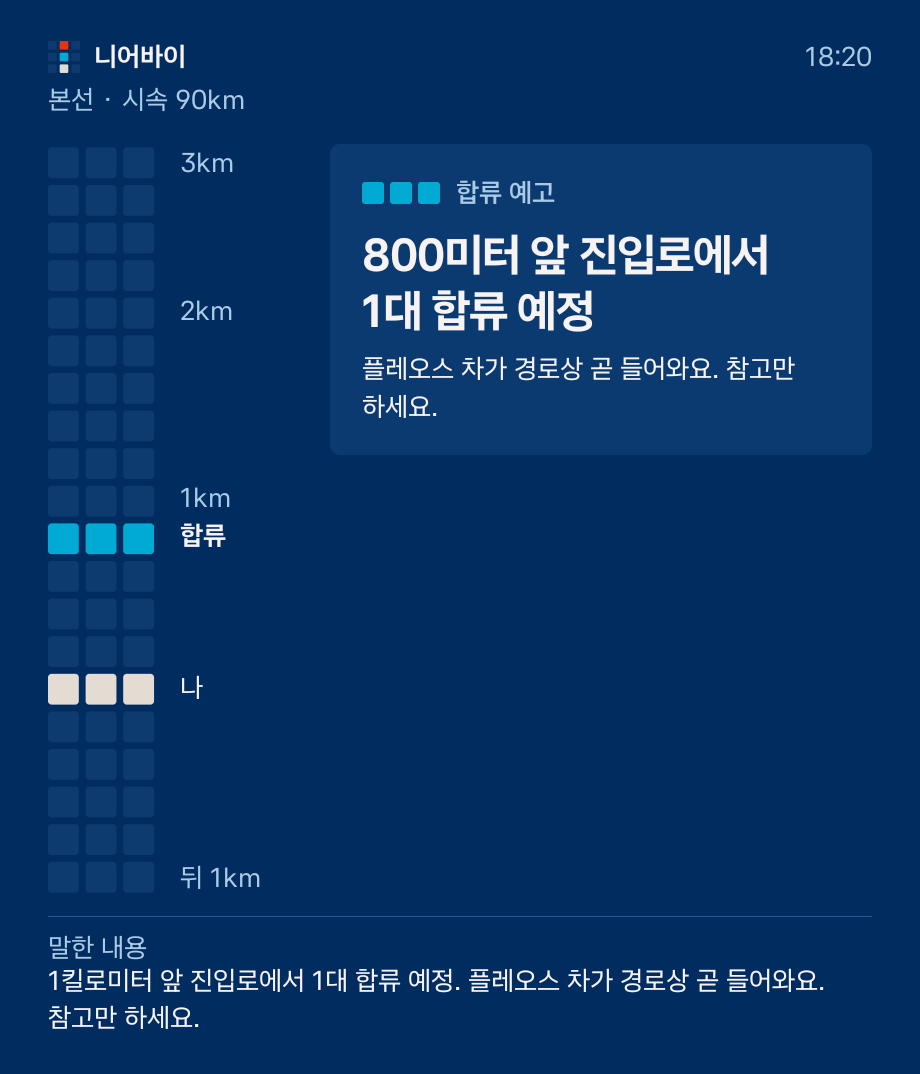 니어바이
18:20
본선 · 시속 90km
3km
합류 예고
800미터 앞 진입로에서
1대 합류 예정
플레오스 차가 경로상 곧 들어와요. 참고만
하세요.
2km
1km
합류
나
뒤 1km
말한 내용
1킬로미터 앞 진입로에서 1대 합류 예정. 플레오스 차가 경로상 곧 들어와요.
참고만 하세요.